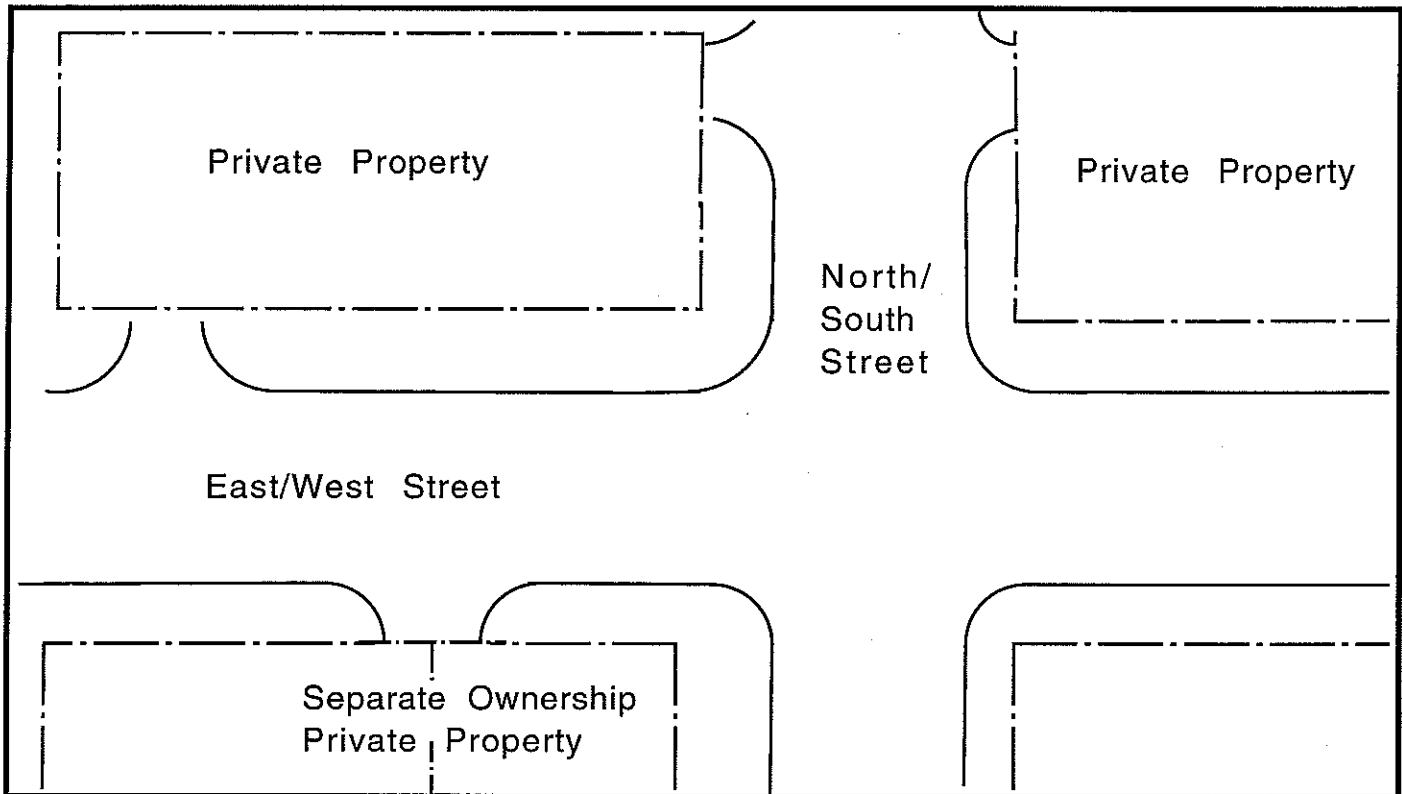 Private Property
Private Property
North/
South
Street
East/West Street
Separate Ownership
Private Property